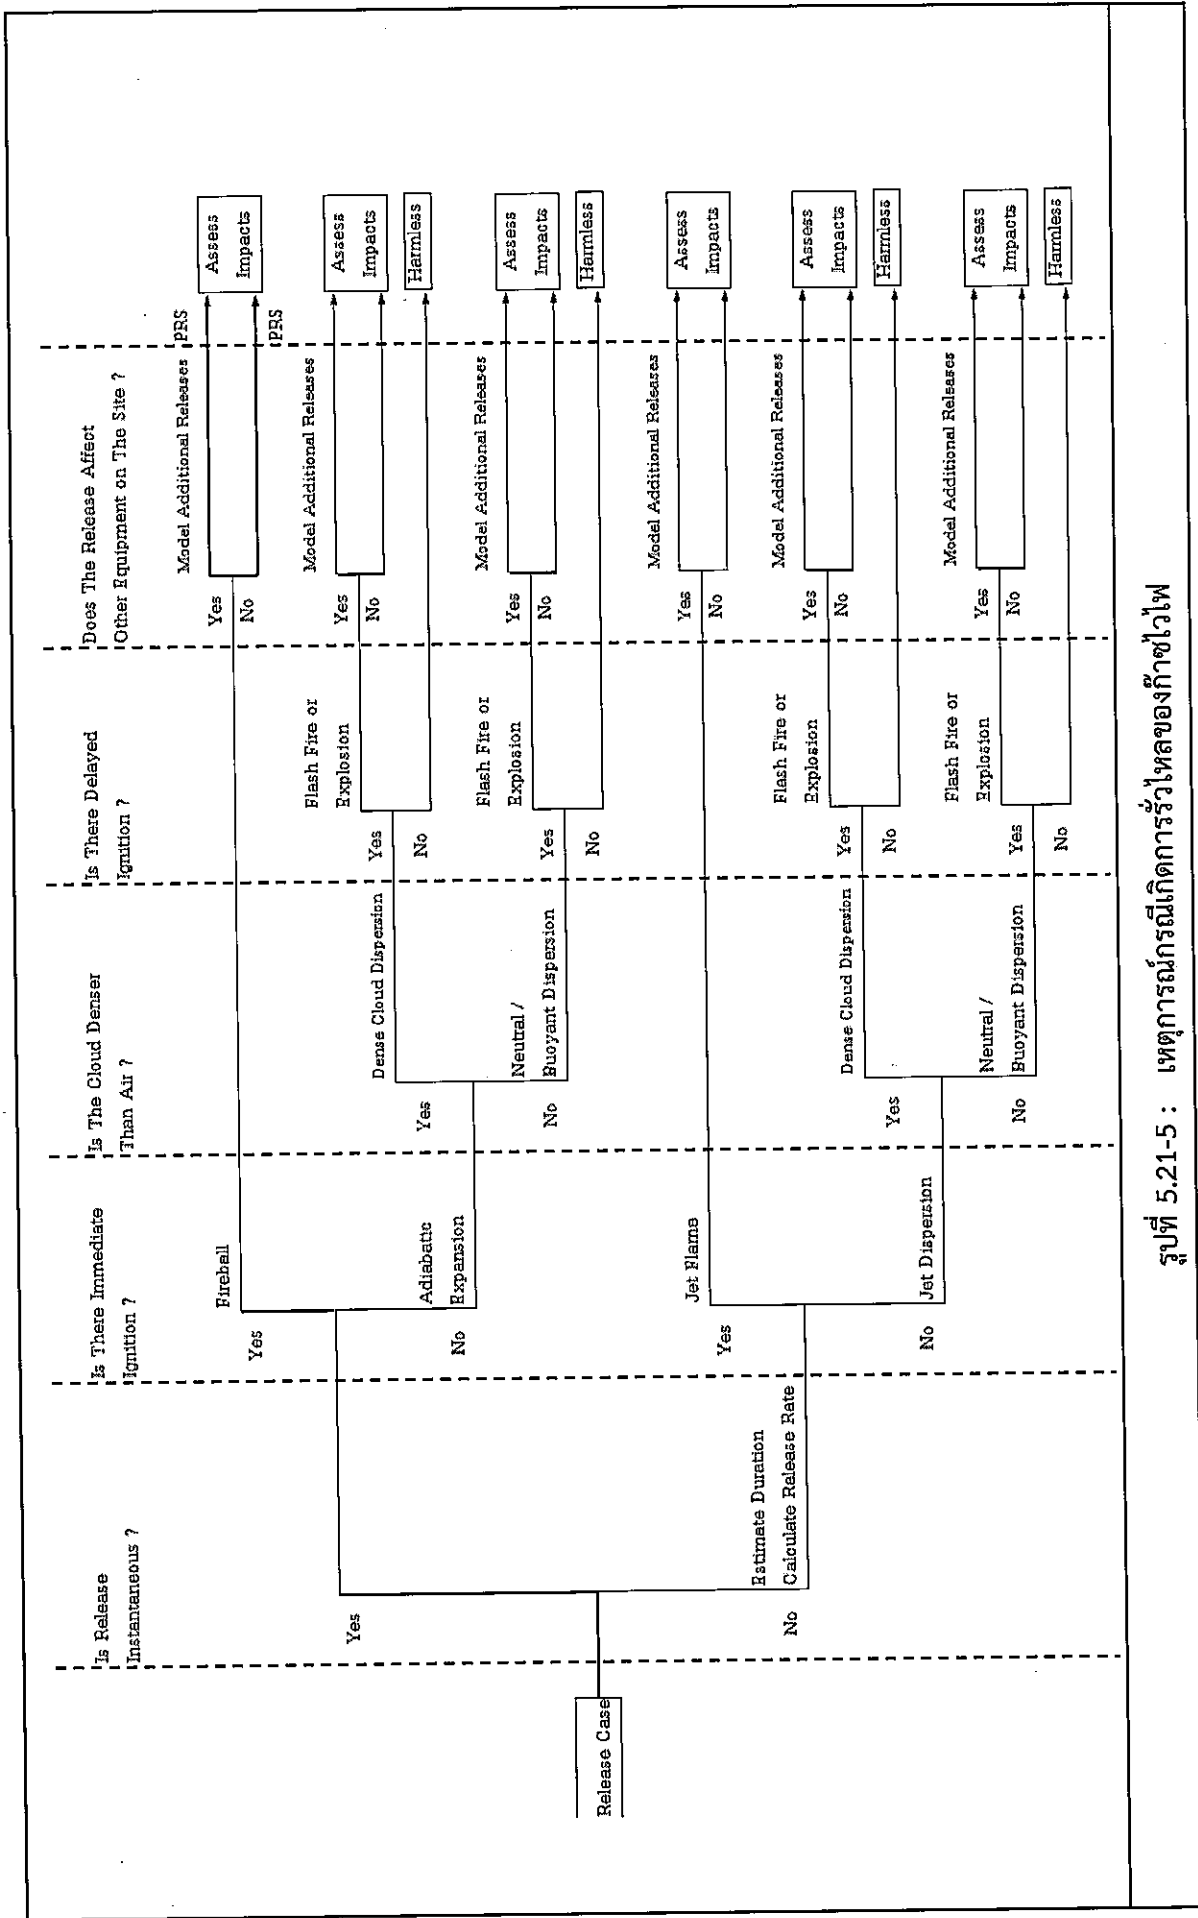 Is Release
Instantaneous ?
Is There Immediate
Ignition ?
Is The Cloud Denser
Than Air ?
Is There Delayed
Ignition ?
Does The Release Affect
Other Equipment on The Site ?
Release Case
Yes
No
Estimate Duration
Calculate Release Rate
Yes
Fireball
No
Adiabatic
Expansion
Yes
Jet Flame
No
Jet Dispersion
Yes
Dense Cloud Dispersion
No
Neutral /
Buoyant Dispersion
Yes
Dense Cloud Dispersion
No
Neutral /
Buoyant Dispersion
Yes
Flash Fire or
Explosion
No
Yes
Flash Fire or
Explosion
No
Yes
Flash Fire or
Explosion
No
Yes
Flash Fire or
Explosion
No
Model Additional Releases
PRS
Yes
No
PRS
Assess
Impacts
Model Additional Releases
Yes
No
Assess
Impacts
Harmless
Model Additional Releases
Yes
No
Assess
Impacts
Harmless
Model Additional Releases
Yes
No
Assess
Impacts
Model Additional Releases
Yes
No
Assess
Impacts
Harmless
Model Additional Releases
Yes
No
Assess
Impacts
Harmless
รูปที่ 5.21-5 : เหตุการณ์กรณีเกิดการรั่วไหลของก๊าซไวไฟ